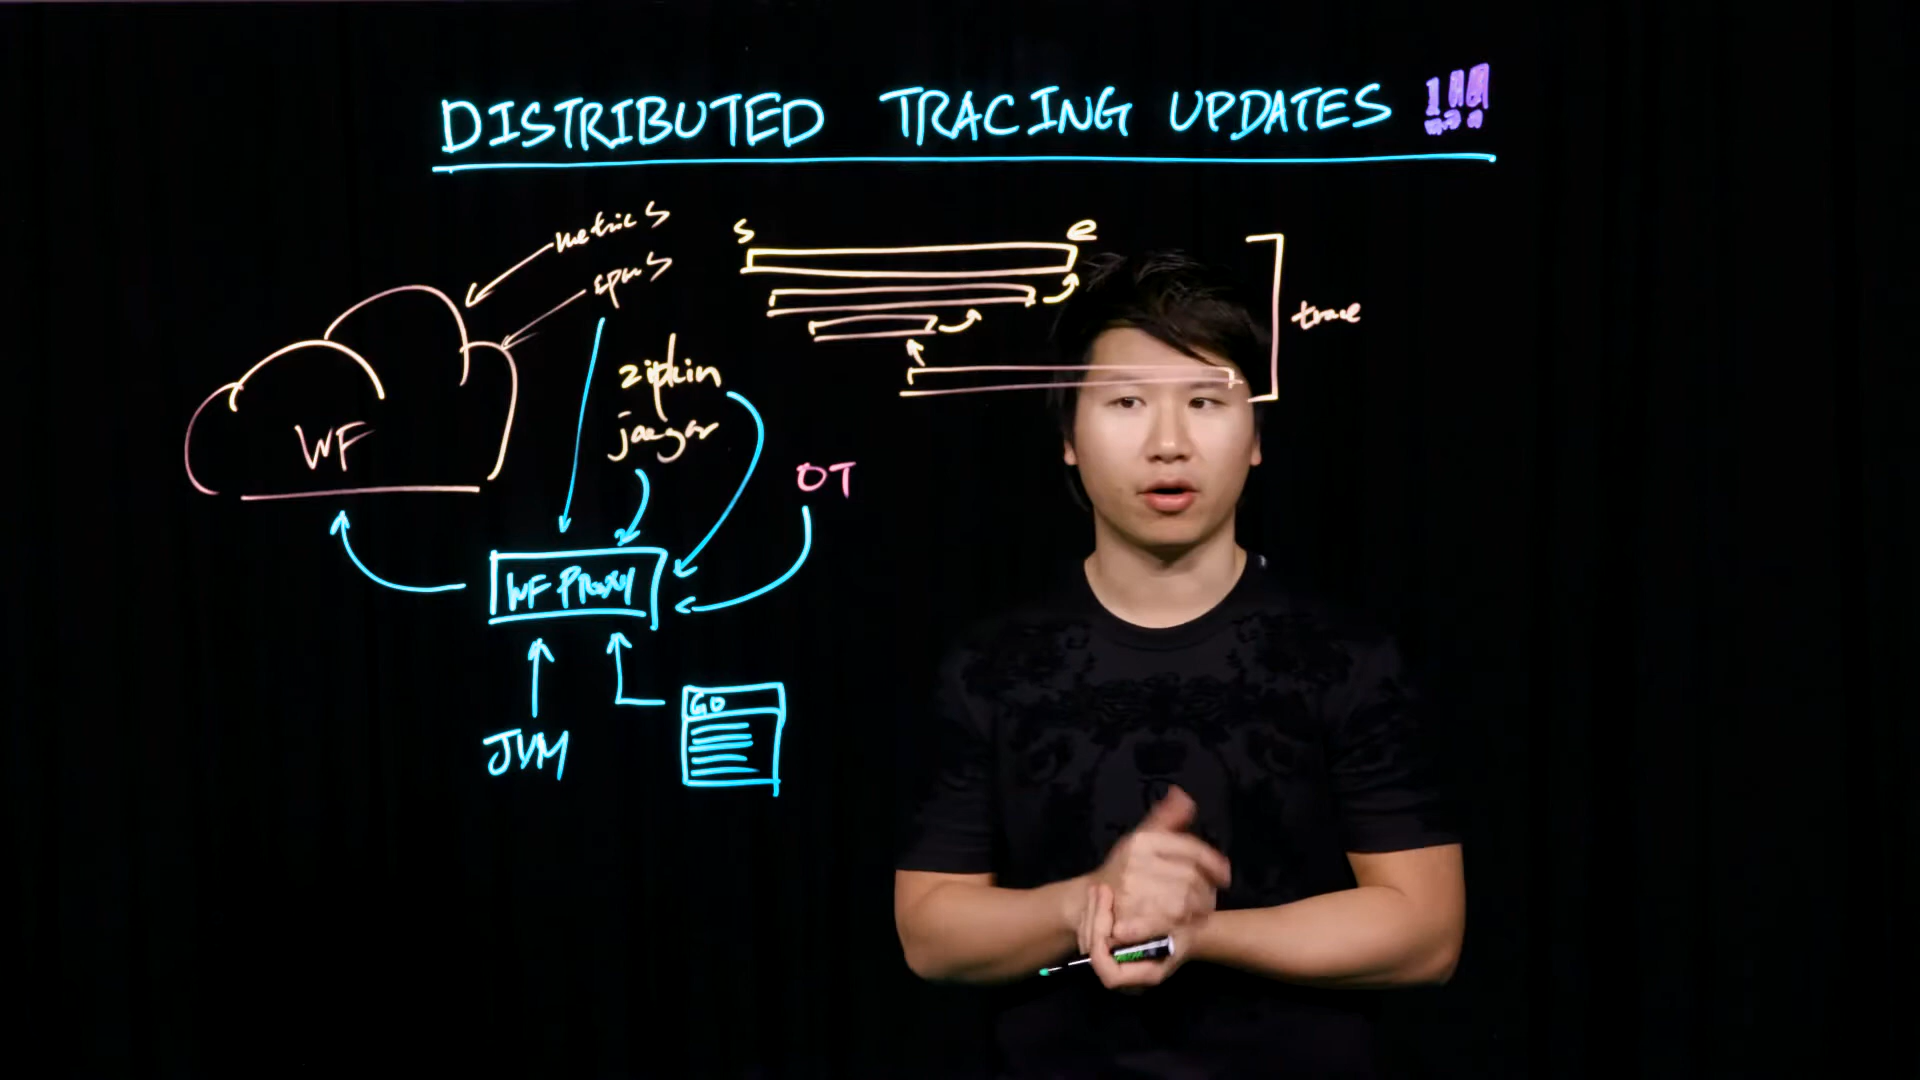 DISTRIBUTED TRACING UPDATES !!!
metrics
spans
s e
trace
zipkin
jaeger
WF
OT
WF PROXY
GO
JVM